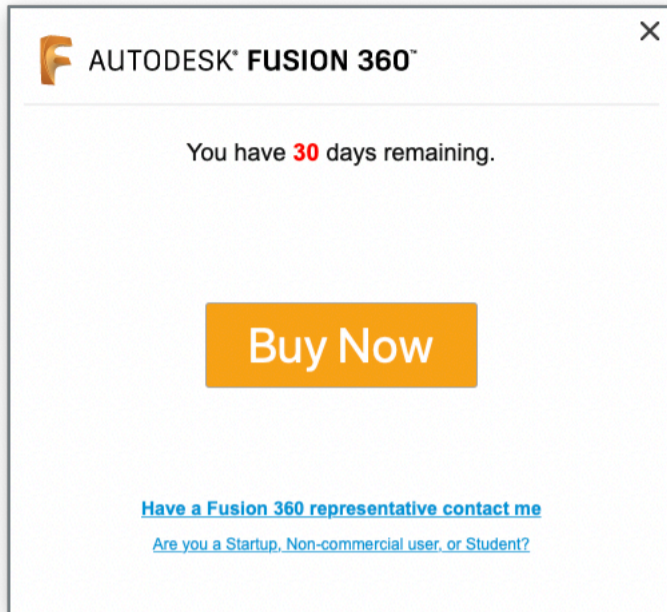 AUTODESK® FUSION 360™
You have 30 days remaining.
Buy Now
Have a Fusion 360 representative contact me
Are you a Startup, Non-commercial user, or Student?